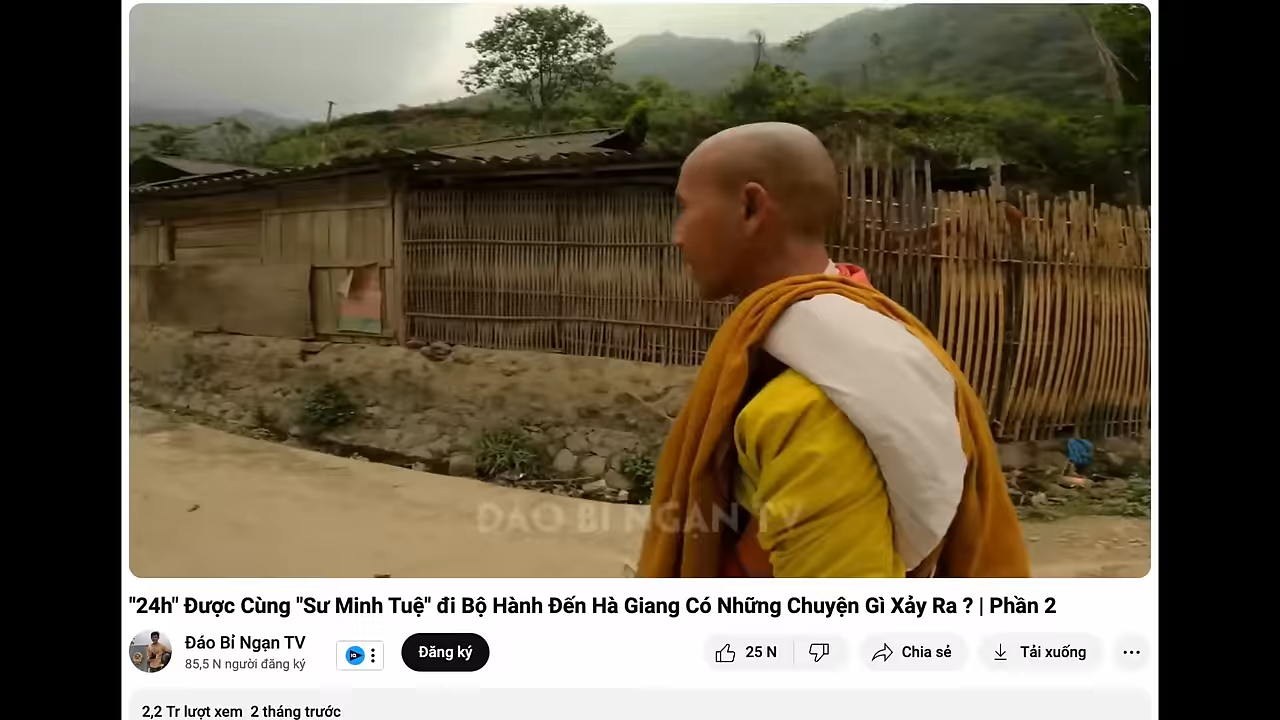 ĐÁO BỈ NGẠN TV
"24h" Được Cùng "Sư Minh Tuệ" đi Bộ Hành Đến Hà Giang Có Những Chuyện Gì Xảy Ra ? | Phần 2
Đáo Bỉ Ngạn TV
85,5 N người đăng ký
Đăng ký
25 N
Chia sẻ
Tải xuống
2,2 Tr lượt xem 2 tháng trước